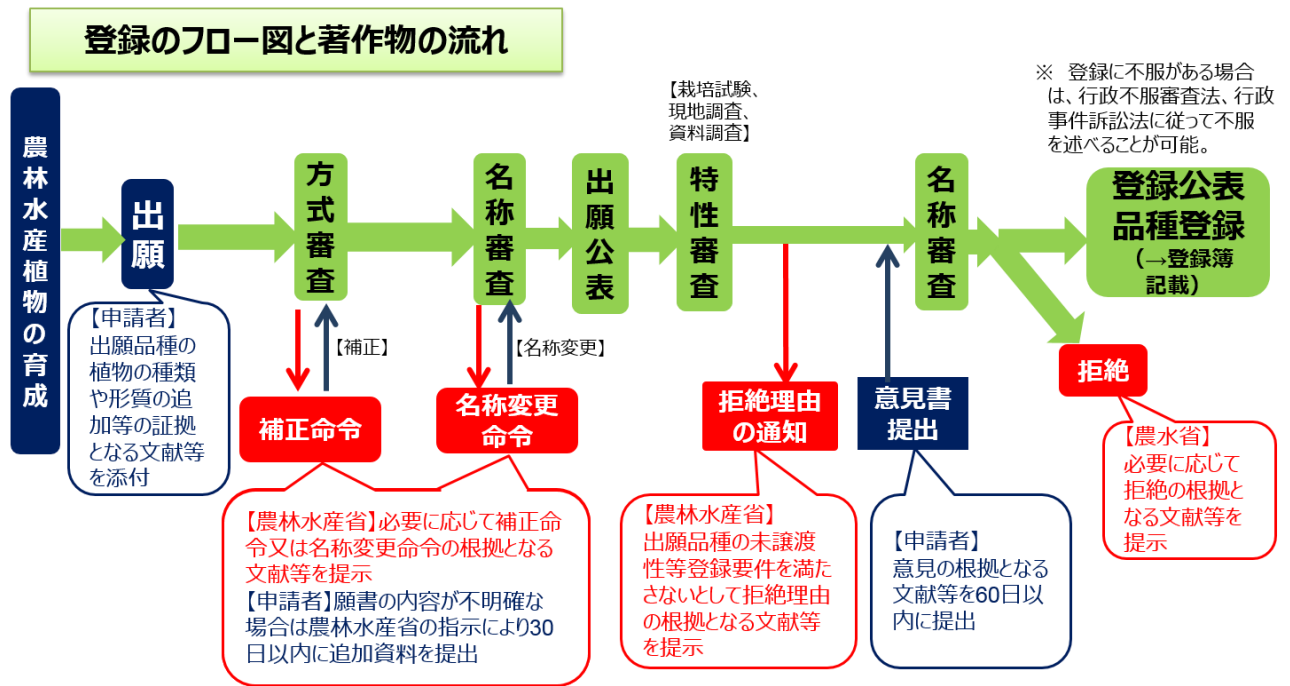 登録のフロー図と著作物の流れ
農林水産植物の育成
出願
【申請者】
出願品種の
植物の種類
や形質の追
加等の証拠
となる文献等
を添付
方式審査
【補正】
補正命令
名称審査
【名称変更】
名称変更
命令
【農林水産省】必要に応じて補正命
令又は名称変更命令の根拠となる
文献等を提示
【申請者】願書の内容が不明確な
場合は農林水産省の指示により30
日以内に追加資料を提出
出願公表
【栽培試験、
現地調査、
資料調査】
特性審査
拒絶理由
の通知
【農林水産省】
出願品種の未譲渡
性等登録要件を満た
さないとして拒絶理由
の根拠となる文献等
を提示
意見書
提出
【申請者】
意見の根拠となる
文献等を60日以
内に提出
名称審査
※　登録に不服がある場合
は、行政不服審査法、行政
事件訴訟法に従って不服
を述べることが可能。
登録公表
品種登録
（→登録簿
記載）
拒絶
【農水省】
必要に応じて
拒絶の根拠と
なる文献等を
提示